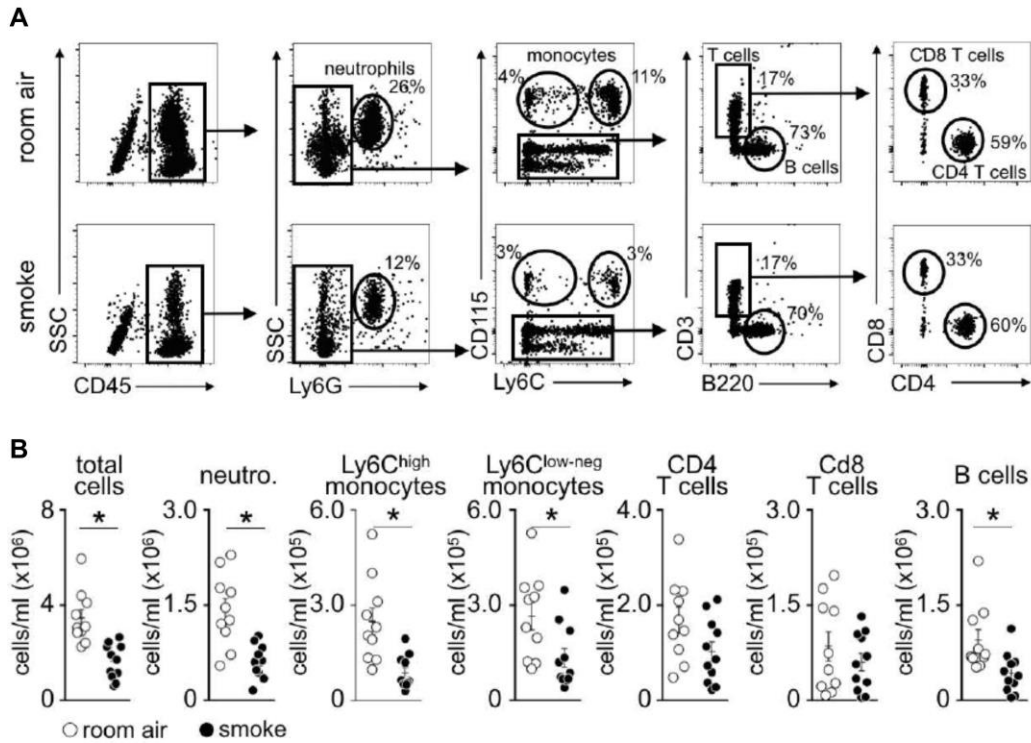 A
room air
SSC
neutrophils
26%
SSC
monocytes
4%
11%
CD115
T cells
17%
73%
B cells
CD3
CD8 T cells
33%
59%
CD4 T cells
CD8
smoke
12%
3%
3%
17%
70%
33%
60%
CD45
Ly6G
Ly6C
B220
CD4
B
total
cells
neutro.
Ly6Chigh
monocytes
Ly6Clow-neg
monocytes
CD4
T cells
Cd8
T cells
B cells
*
*
*
*
*
cells/ml (x10⁶)
8
4
0
cells/ml (x10⁶)
3.0
1.5
0
cells/ml (x10⁵)
6.0
3.0
0
cells/ml (x10⁵)
6.0
3.0
0
cells/ml (x10⁵)
4.0
2.0
0
cells/ml (x10⁵)
3.0
1.5
0
cells/ml (x10⁶)
3.0
1.5
0
room air
smoke